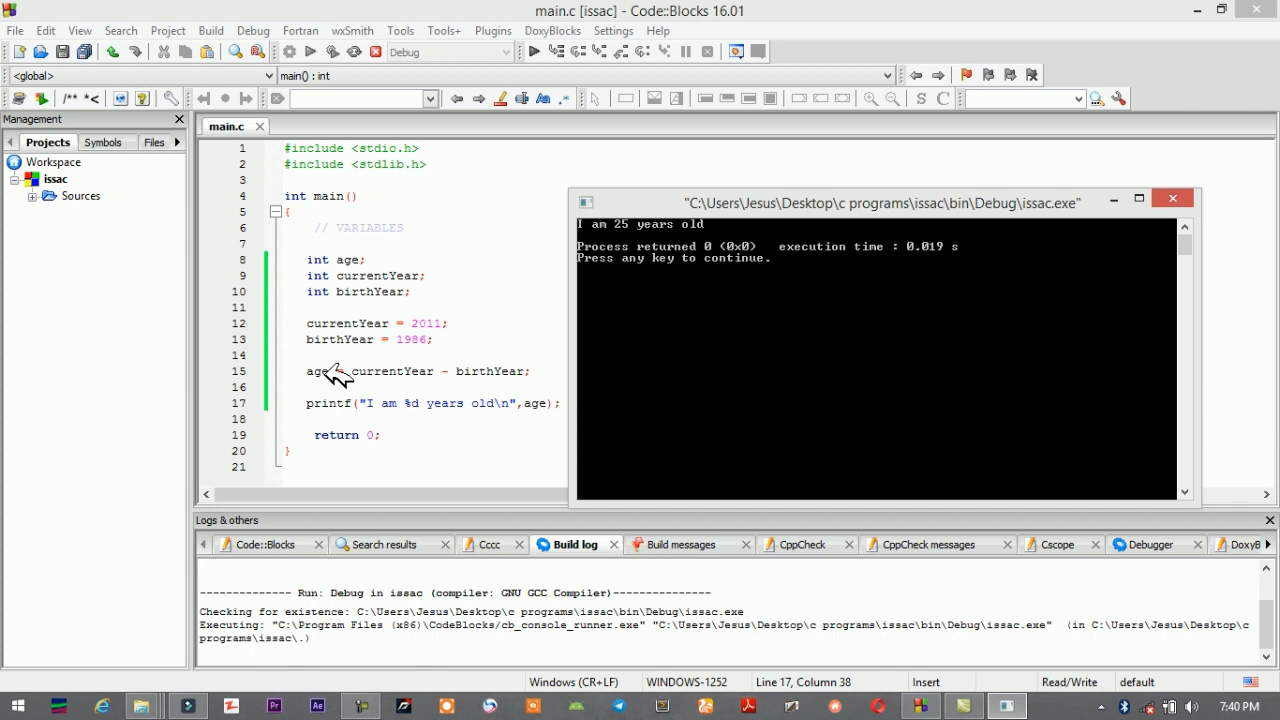 main.c [issac] - Code::Blocks 16.01
File Edit View Search Project Build Debug Fortran wxSmith Tools Tools+ Plugins DoxyBlocks Settings Help
Debug
<global> main() : int
/** *< S C
Management
main.c
Projects Symbols Files
Workspace
issac
Sources
1 #include <stdio.h>
2 #include <stdlib.h>
3
4 int main()
5 {
6 // VARIABLES
7
8 int age;
9 int currentYear;
10 int birthYear;
11
12 currentYear = 2011;
13 birthYear = 1986;
14
15 age = currentYear - birthYear;
16
17 printf("I am %d years old\n",age);
18
19 return 0;
20 }
21
"C:\Users\Jesus\Desktop\c programs\issac\bin\Debug\issac.exe"
I am 25 years old
Process returned 0 (0x0) execution time : 0.019 s
Press any key to continue.
Logs & others
Code::Blocks Search results Cccc Build log Build messages CppCheck CppCheck messages Cscope Debugger DoxyB
-------------- Run: Debug in issac (compiler: GNU GCC Compiler)---------------
Checking for existence: C:\Users\Jesus\Desktop\c programs\issac\bin\Debug\issac.exe
Executing: "C:\Program Files (x86)\CodeBlocks/cb_console_runner.exe" "C:\Users\Jesus\Desktop\c programs\issac\bin\Debug\issac.exe" (in C:\Users\Jesus\Desktop\c
programs\issac\.)
Windows (CR+LF) WINDOWS-1252 Line 17, Column 38 Insert Read/Write default
Pr Ae 7:40 PM